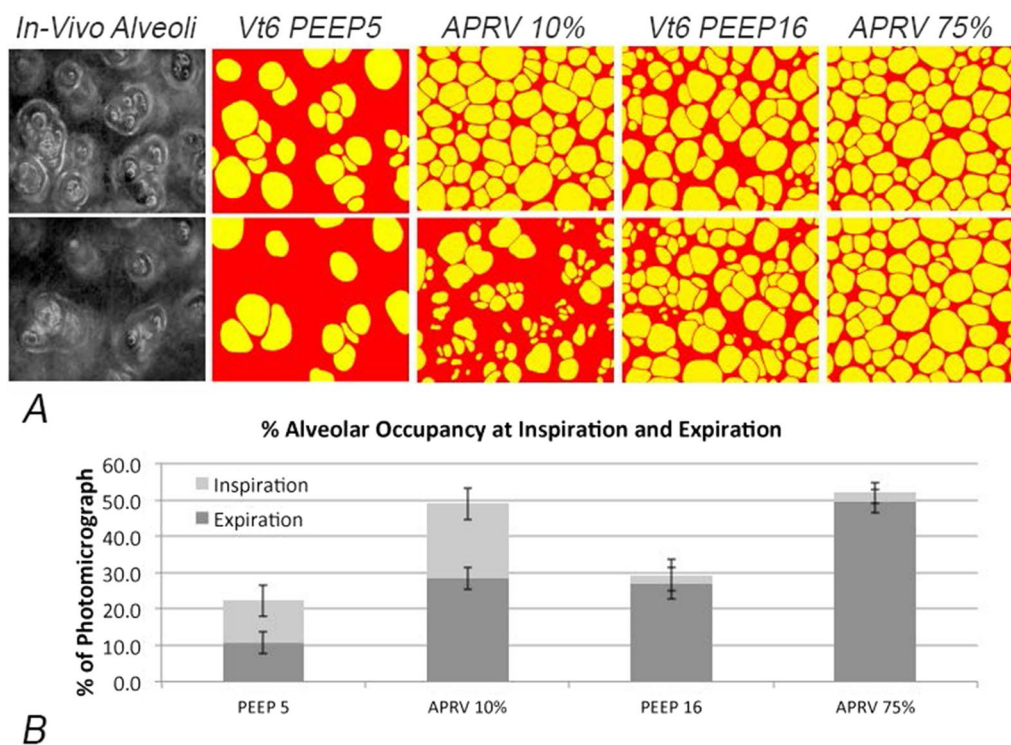 In-Vivo Alveoli
Vt6 PEEP5
APRV 10%
Vt6 PEEP16
APRV 75%
A
% Alveolar Occupancy at Inspiration and Expiration
% of Photomicrograph
60.0
50.0
40.0
30.0
20.0
10.0
0.0
Inspiration
Expiration
PEEP 5
APRV 10%
PEEP 16
APRV 75%
B